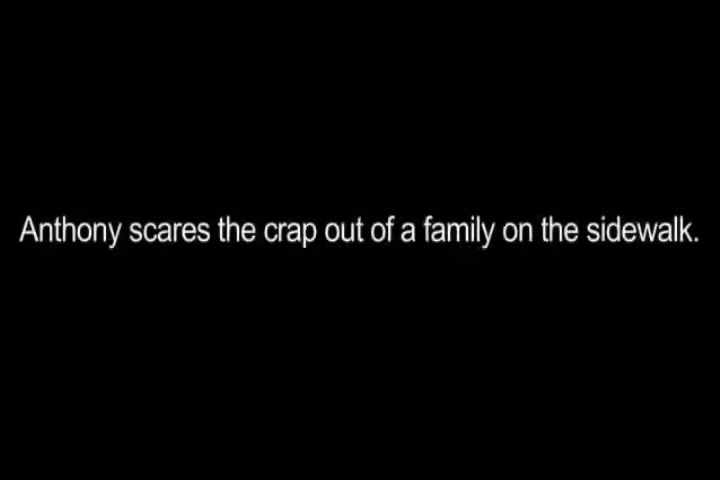 Anthony scares the crap out of a family on the sidewalk.